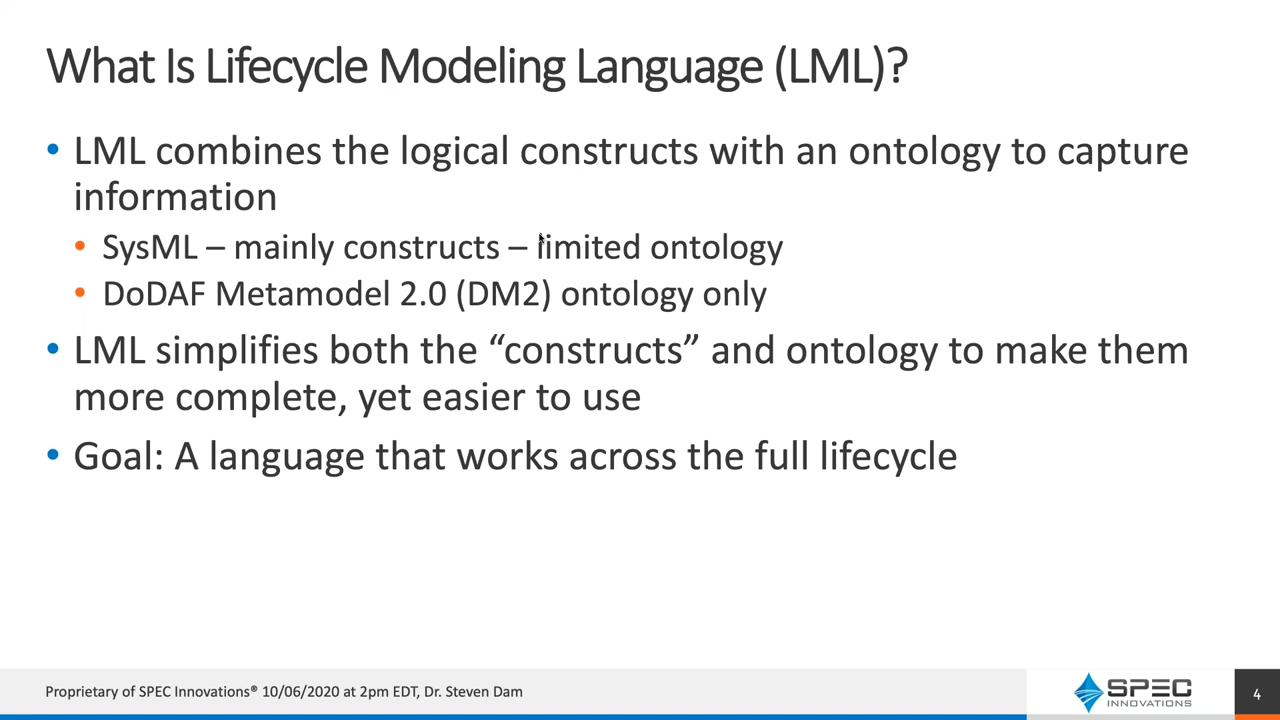 What Is Lifecycle Modeling Language (LML)?
• LML combines the logical constructs with an ontology to capture
information
• SysML – mainly constructs – limited ontology
• DoDAF Metamodel 2.0 (DM2) ontology only
• LML simplifies both the “constructs” and ontology to make them
more complete, yet easier to use
• Goal: A language that works across the full lifecycle
Proprietary of SPEC Innovations® 10/06/2020 at 2pm EDT, Dr. Steven Dam
SPEC
INNOVATIONS
4